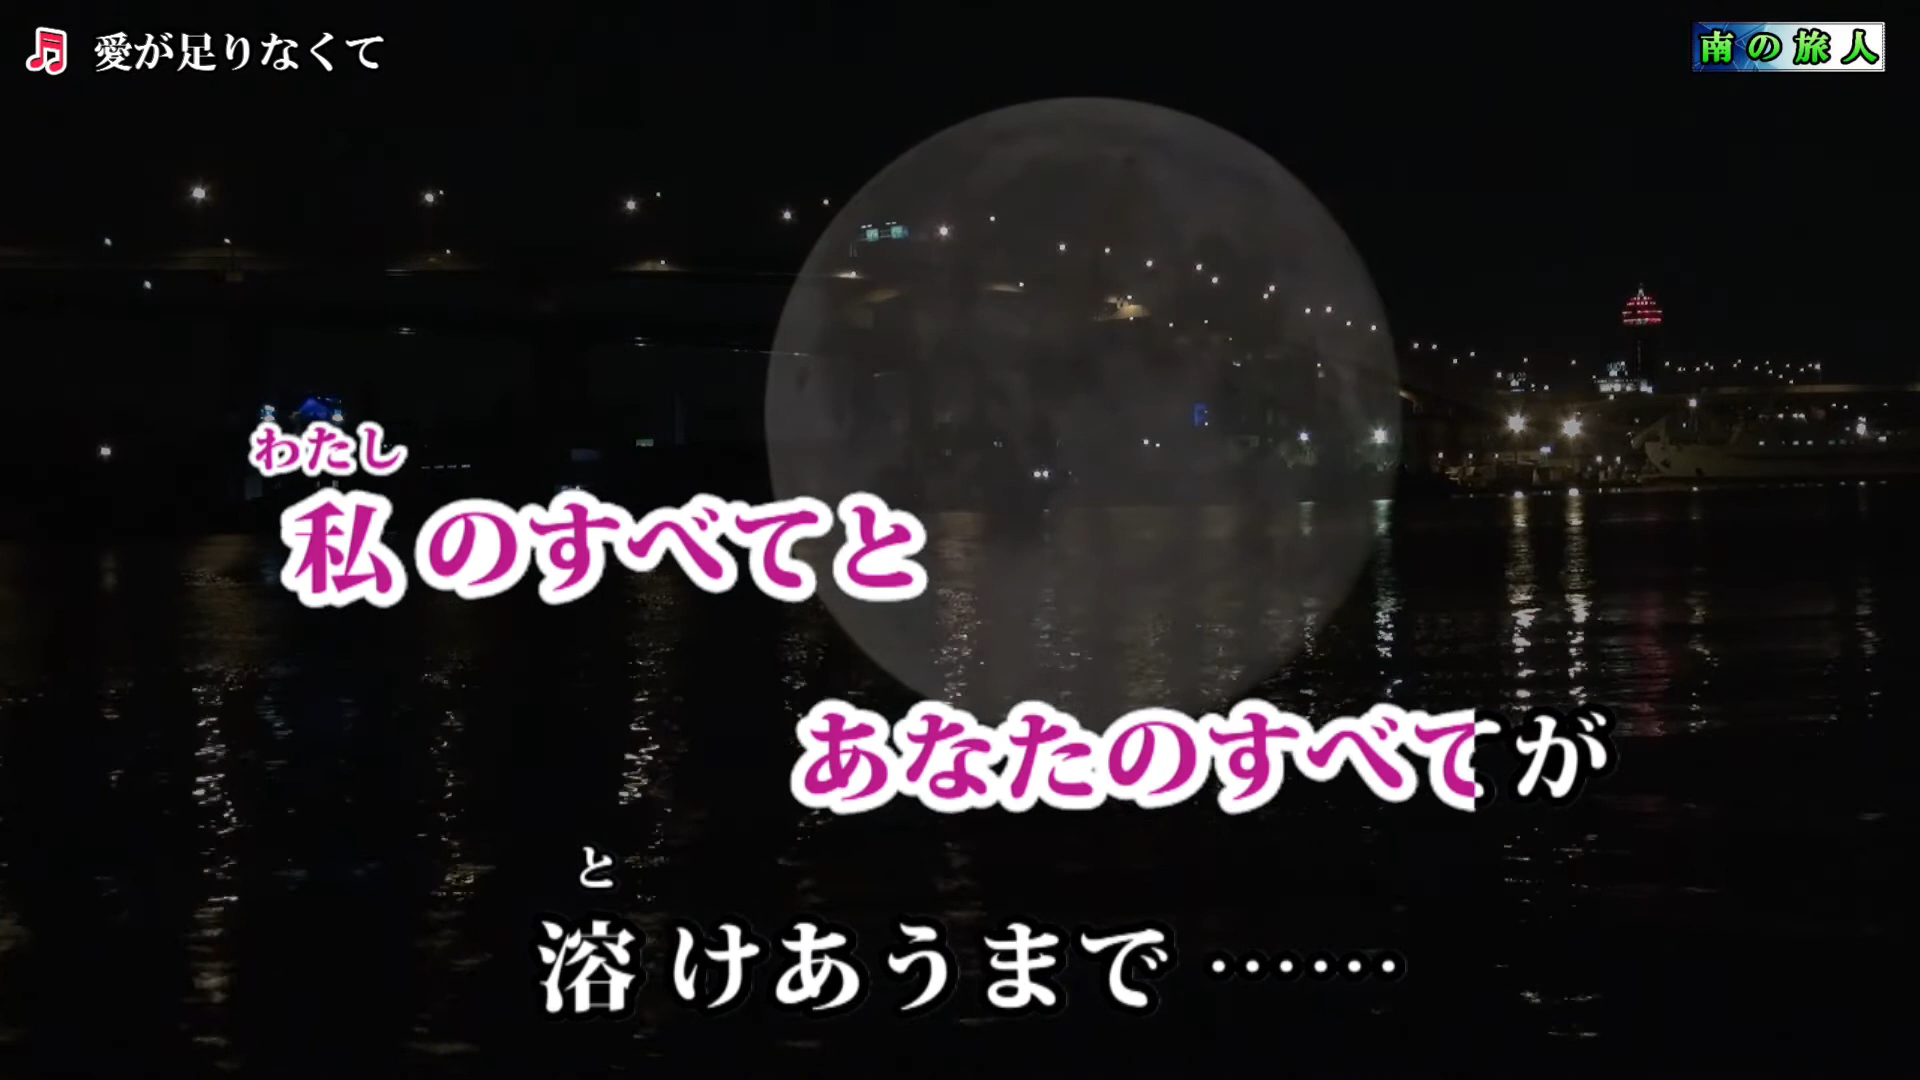 愛が足りなくて
南の旅人
わたし
私のすべてと
あなたのすべてが
と
溶けあうまで……